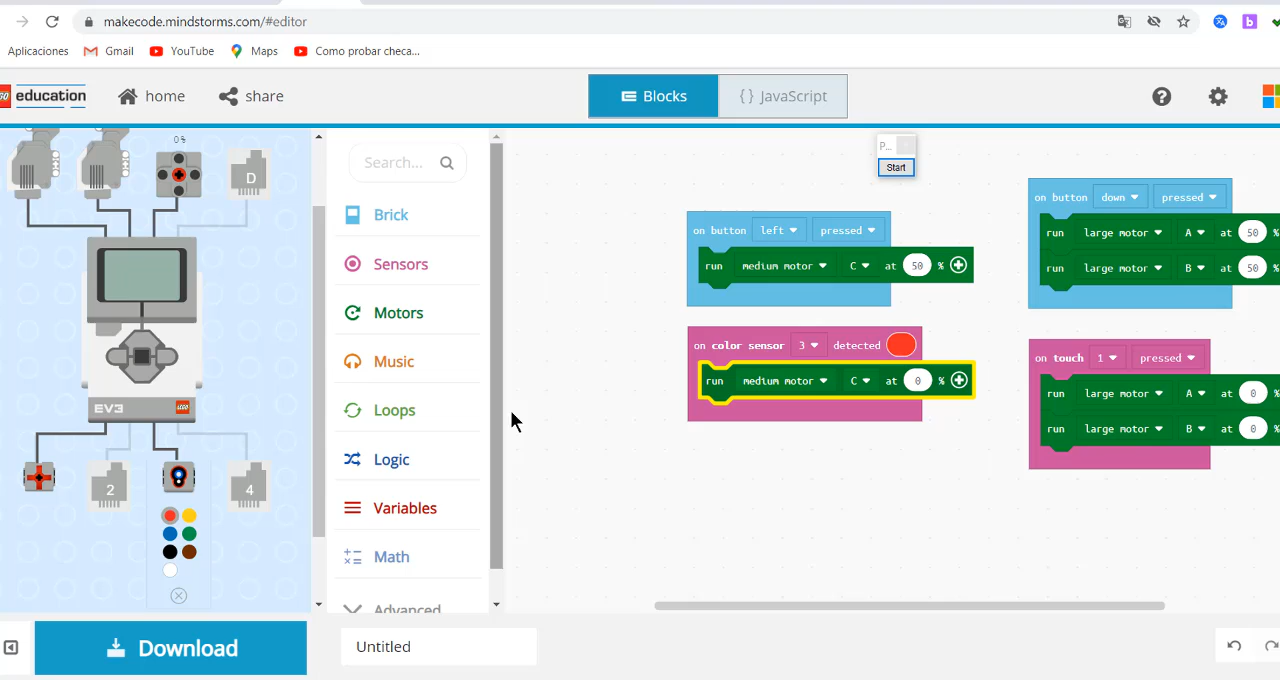 makecode.mindstorms.com/#editor
Aplicaciones
Gmail
YouTube
Maps
Como probar checa...
education
home
share
Blocks
{ } JavaScript
0 %
D
EV3
LEGO
2
4
Search...
Brick
Sensors
Motors
Music
Loops
Logic
Variables
Math
Advanced
P...
Start
on button left pressed
run medium motor C at 50 %
on color sensor 3 detected
run medium motor C at 0 %
on button down pressed
run large motor A at 50 %
run large motor B at 50 %
on touch 1 pressed
run large motor A at 0 %
run large motor B at 0 %
Download
Untitled